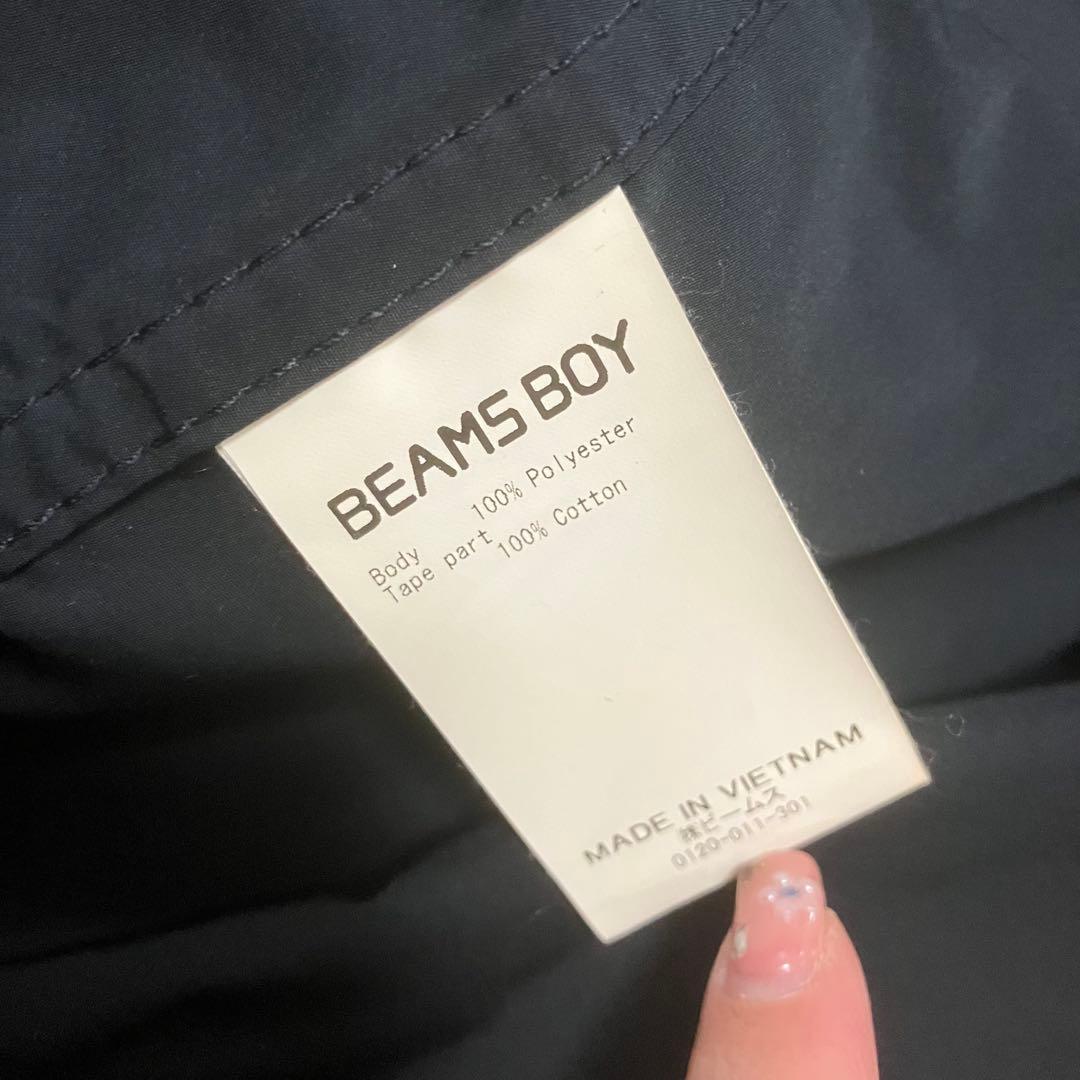 BEAMS BOY
Body 100% Polyester
Tape part 100% Cotton
MADE IN VIETNAM
㈱ビームス
0120-011-301